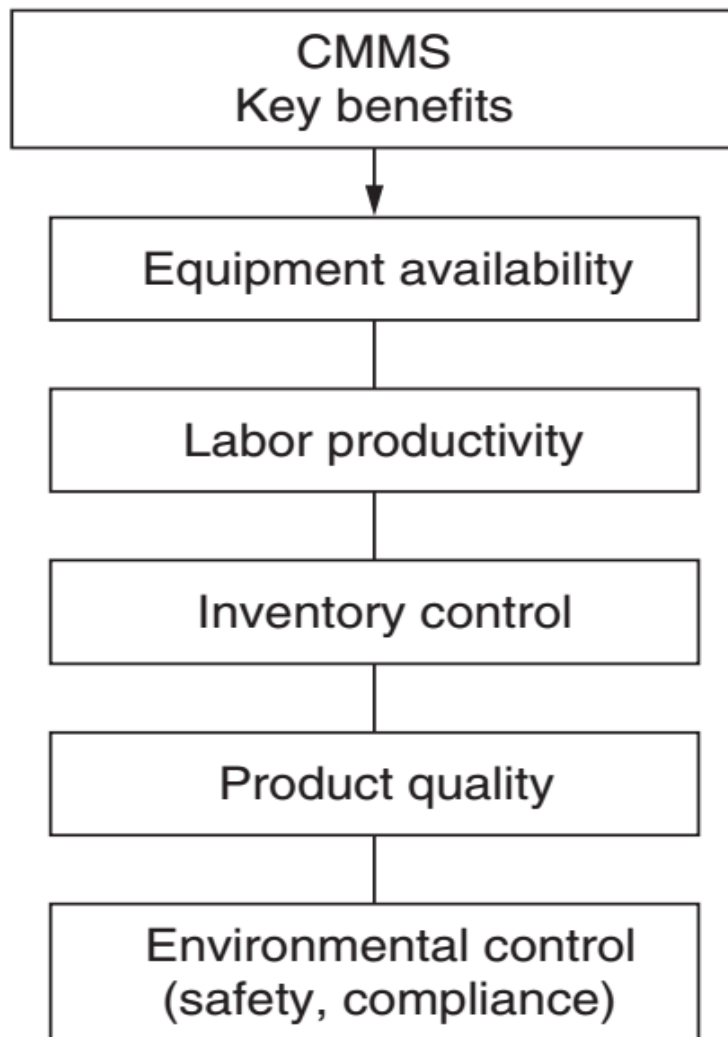 CMMS
Key benefits
Equipment availability
Labor productivity
Inventory control
Product quality
Environmental control
(safety, compliance)